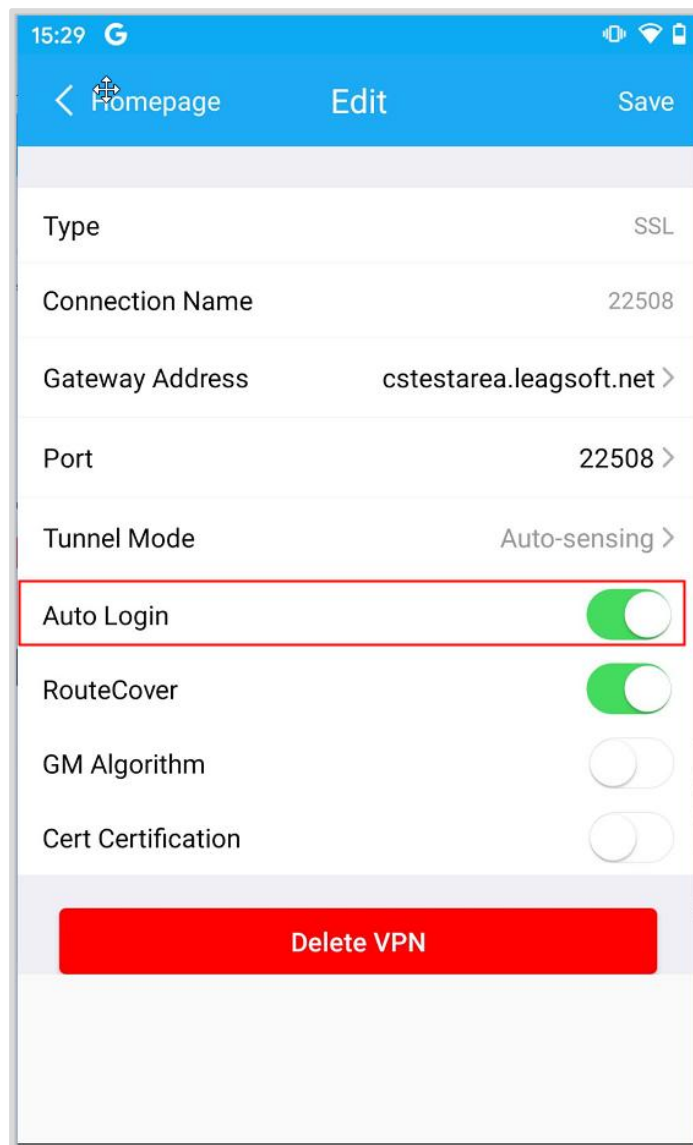 15:29 G
Homepage Edit Save
Type SSL
Connection Name 22508
Gateway Address cstestarea.leagsoft.net
Port 22508
Tunnel Mode Auto-sensing
Auto Login
RouteCover
GM Algorithm
Cert Certification
Delete VPN